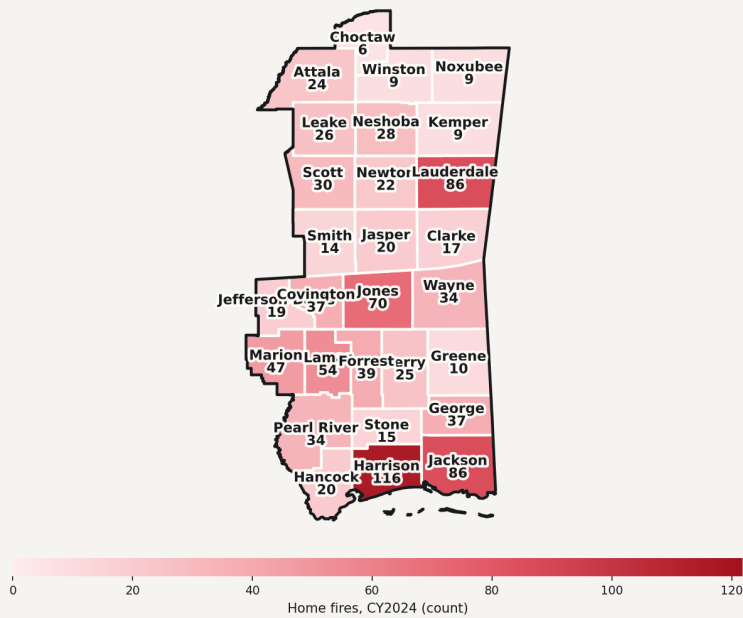 Choctaw
6
Attala
24
Winston
9
Noxubee
9
Leake
26
Neshoba
28
Kemper
9
Scott
30
Newton
22
Lauderdale
86
Smith
14
Jasper
20
Clarke
17
Jefferson
19
Covington
37
Jones
70
Wayne
34
Marion
47
Lam
54
Forrest
39
erry
25
Greene
10
Pearl River
34
Stone
15
George
37
Hancock
20
Harrison
116
Jackson
86
0 20 40 60 80 100 120
Home fires, CY2024 (count)